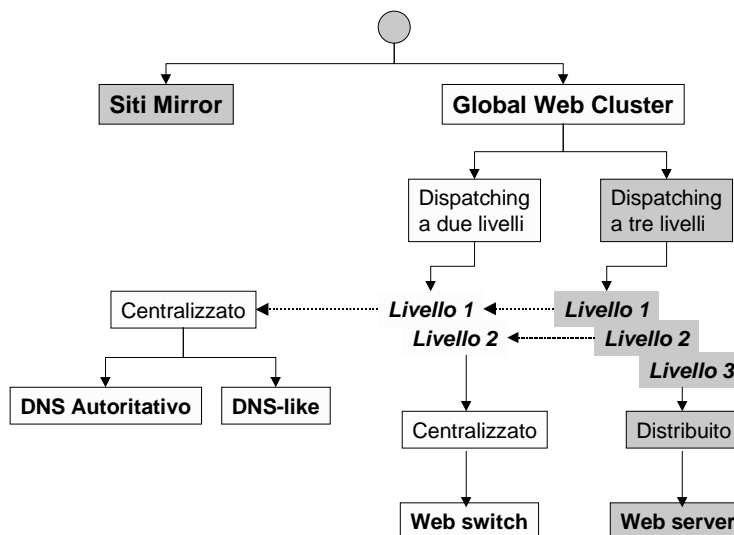 Siti Mirror
Global Web Cluster
Dispatching
a due livelli
Dispatching
a tre livelli
Centralizzato
Livello 1
Livello 1
Livello 2
Livello 2
Livello 3
DNS Autoritativo
DNS-like
Centralizzato
Distribuito
Web switch
Web server